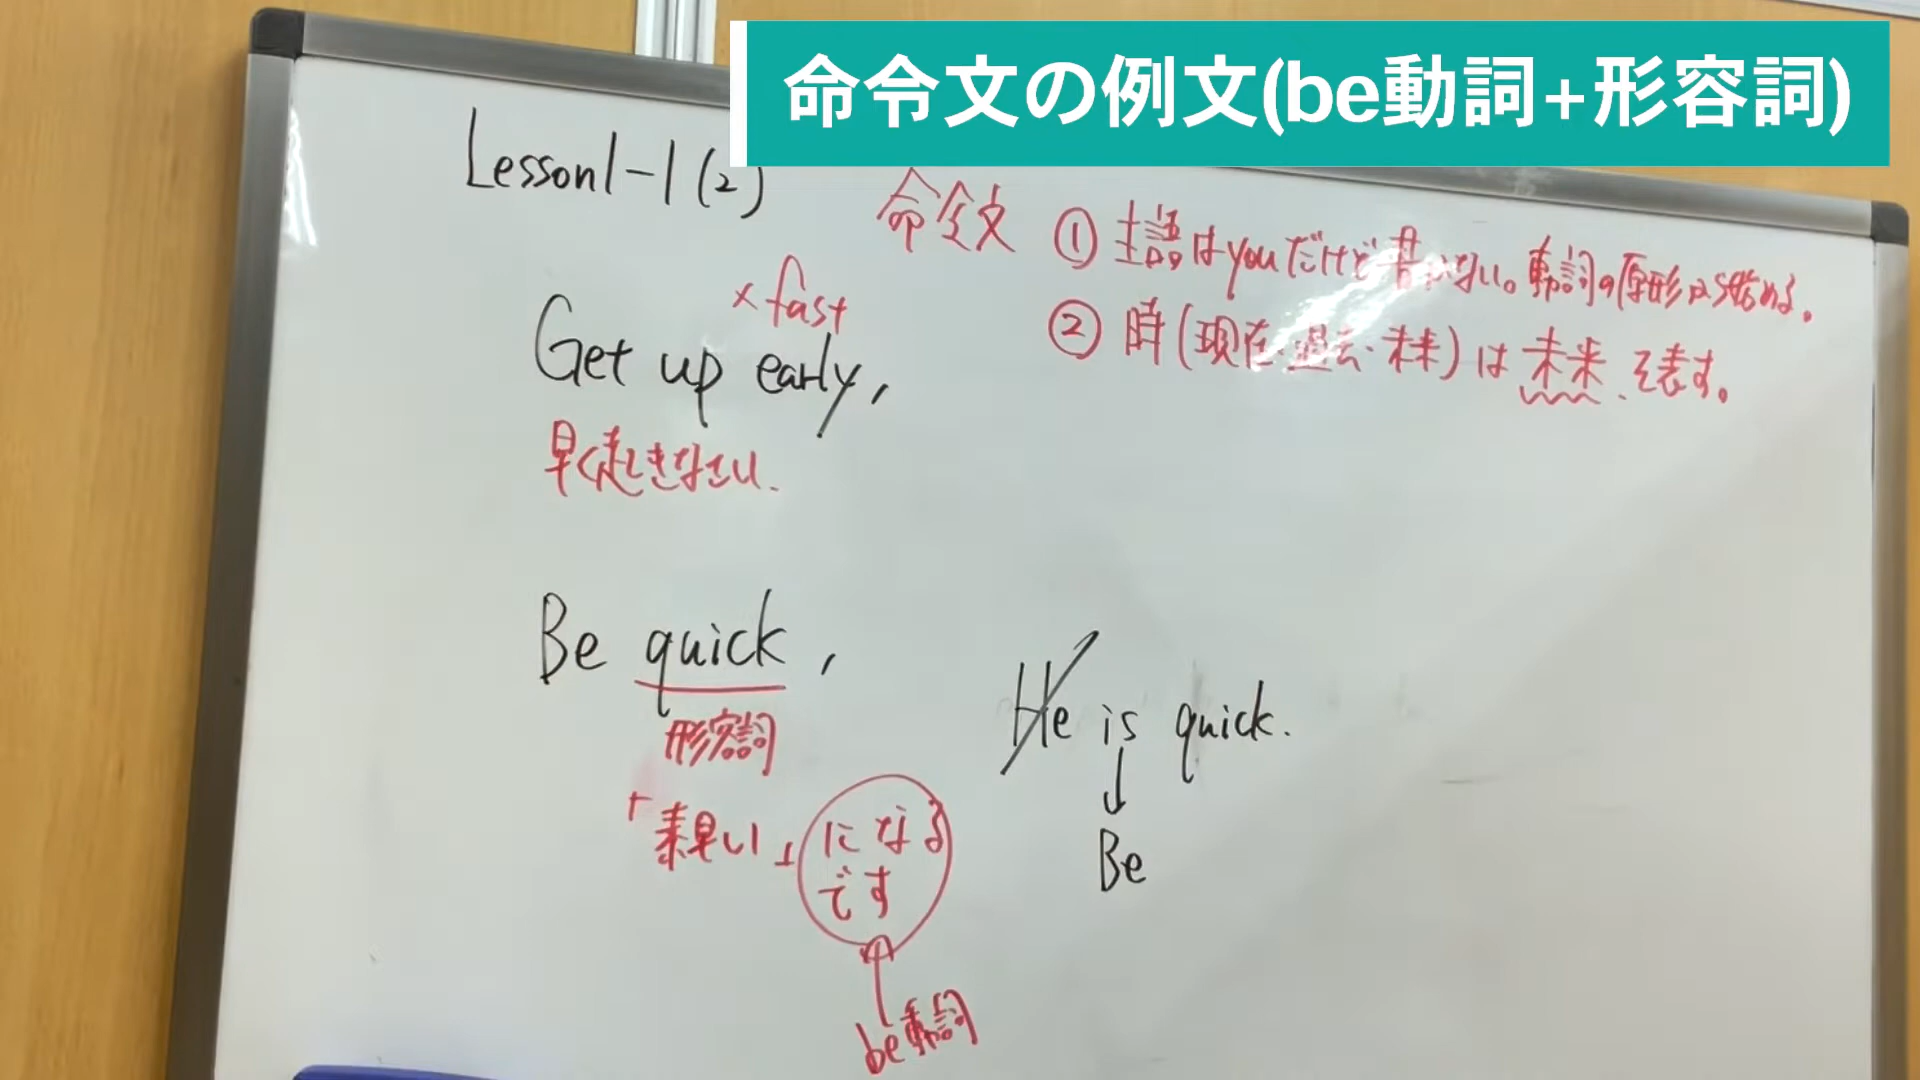 命令文の例文(be動詞+形容詞)
Lesson1-1(2)
命令文 ① 主語はyouだけど書かない。動詞の原形から始める。
② 時(現在・過去・未来)は未来を表す。
×fast
Get up early,
早く起きなさい.
Be quick,
形容詞
「素早い」になる
です
be動詞
He is quick.
↓
Be